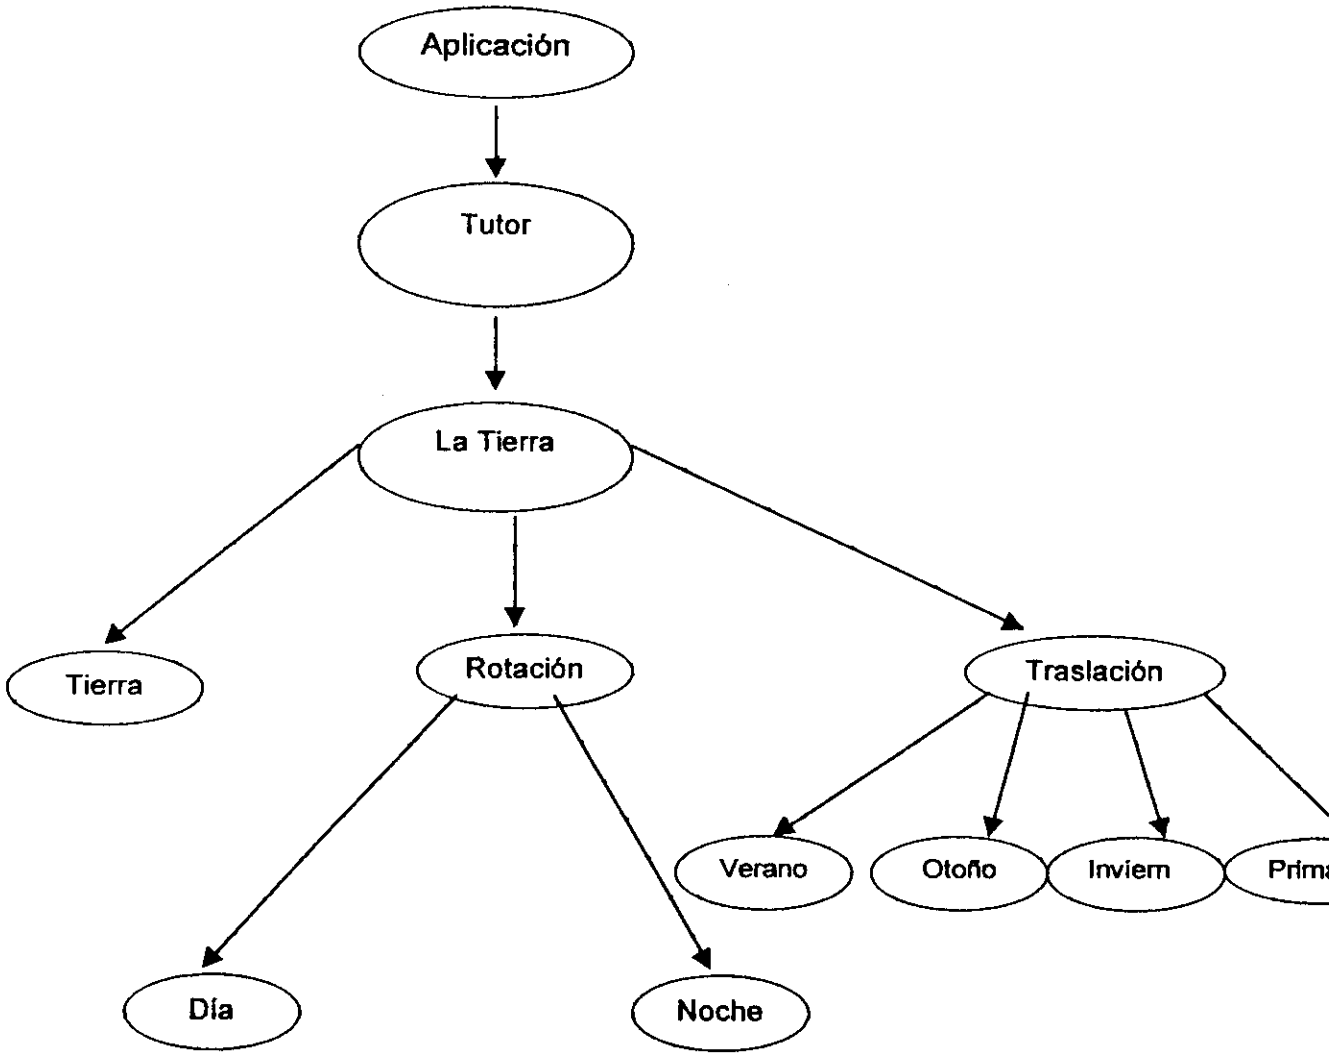 Aplicación
Tutor
La Tierra
Tierra
Rotación
Traslación
Verano
Otoño
Inviern
Prima
Día
Noche